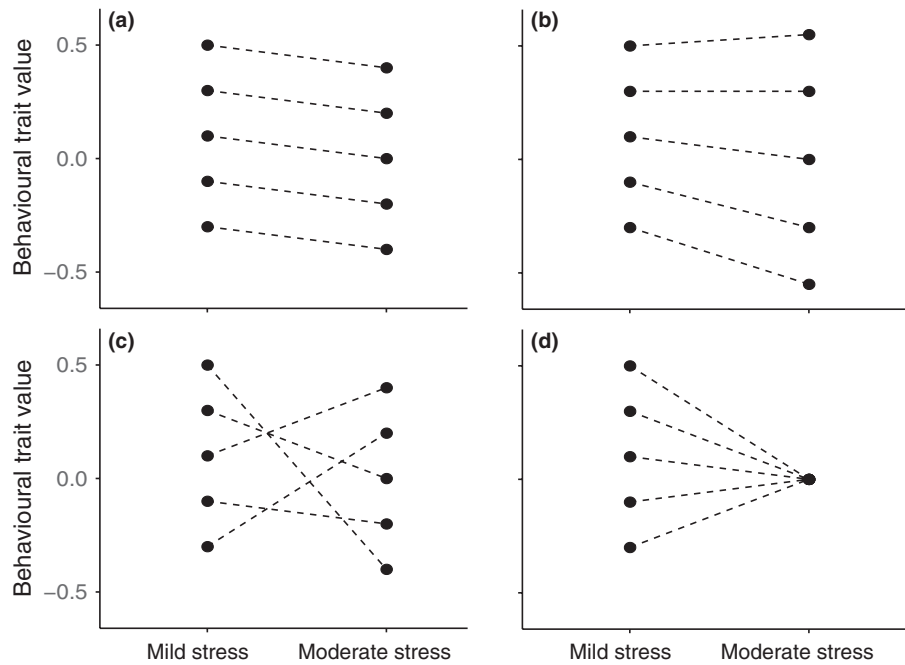 (a)
(b)
Behavioural trait value
0.5
0.0
−0.5
(c)
(d)
Behavioural trait value
0.5
0.0
−0.5
Mild stress Moderate stress Mild stress Moderate stress